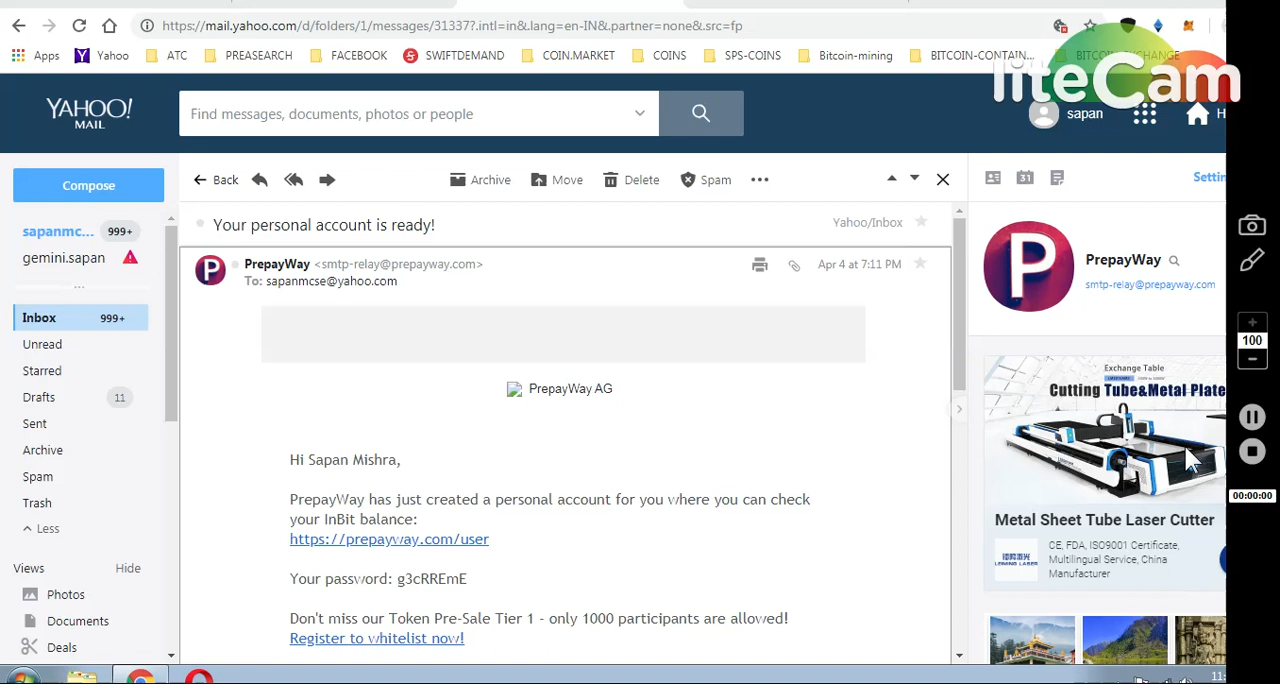 https://mail.yahoo.com/d/folders/1/messages/31337?.intl=in&.lang=en-IN&.partner=none&.src=fp
Apps Yahoo ATC PREASEARCH FACEBOOK SWIFTDEMAND COIN.MARKET COINS SPS-COINS Bitcoin-mining BITCOIN-CONTAIN... BITCOIN-EXCHANGE
liteCam
YAHOO!
MAIL
Find messages, documents, photos or people
sapan
H
Compose
Back Archive Move Delete Spam
31
Settin
sapanmc... 999+
gemini.sapan
...
Your personal account is ready!
Yahoo/Inbox
P
PrepayWay <smtp-relay@prepayway.com>
Apr 4 at 7:11 PM
To: sapanmcse@yahoo.com
P
PrepayWay
smtp-relay@prepayway.com
Inbox 999+
Unread
Starred
Drafts 11
Sent
Archive
Spam
Trash
Less
Views Hide
Photos
Documents
Deals
PrepayWay AG
Hi Sapan Mishra,
PrepayWay has just created a personal account for you where you can check
your InBit balance:
https://prepayway.com/user
Your password: g3cRREmE
Don't miss our Token Pre-Sale Tier 1 - only 1000 participants are allowed!
Register to whitelist now!
Exchange Table
Cutting Tube&Metal Plate
Metal Sheet Tube Laser Cutter
CE, FDA, ISO9001 Certificate,
Multilingual Service, China
Manufacturer
LEIMING LASER
100
00:00:00
11: